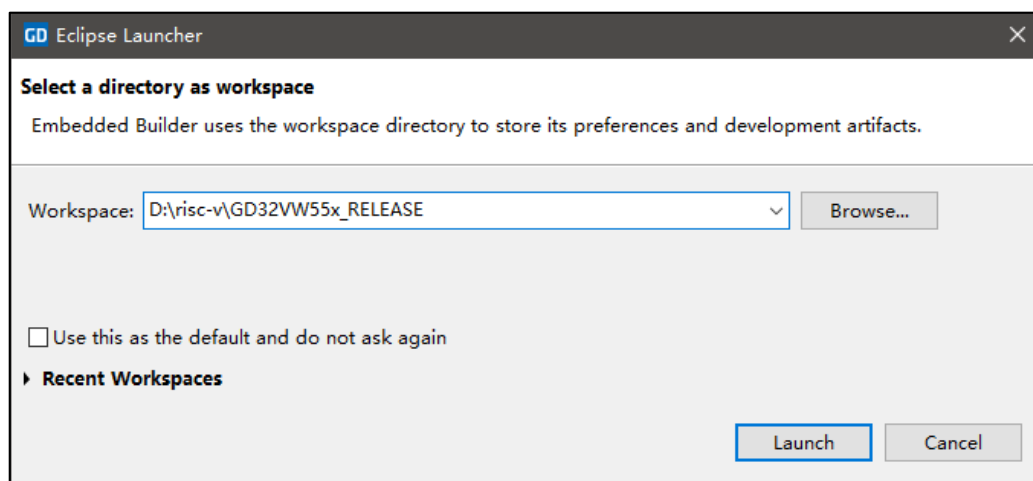 GD Eclipse Launcher
Select a directory as workspace
Embedded Builder uses the workspace directory to store its preferences and development artifacts.
Workspace: D:\risc-v\GD32VW55x_RELEASE Browse...
Use this as the default and do not ask again
Recent Workspaces
Launch Cancel